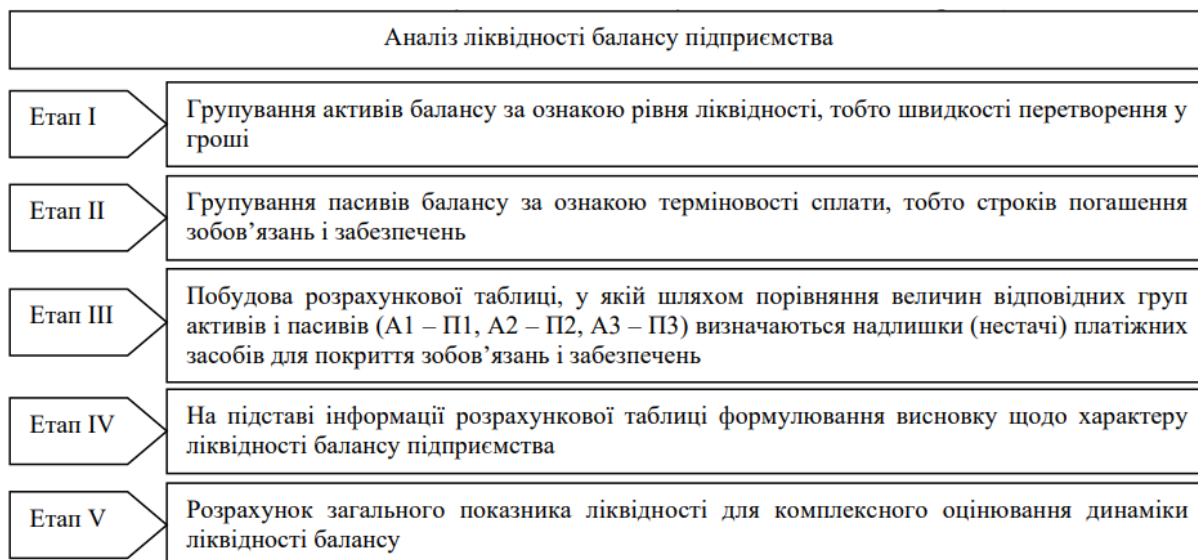 Аналіз ліквідності балансу підприємства
Етап I
Групування активів балансу за ознакою рівня ліквідності, тобто швидкості перетворення у
гроші
Етап II
Групування пасивів балансу за ознакою терміновості сплати, тобто строків погашення
зобов’язань і забезпечень
Етап III
Побудова розрахункової таблиці, у якій шляхом порівняння величин відповідних груп
активів і пасивів (А1 – П1, А2 – П2, А3 – П3) визначаються надлишки (нестачі) платіжних
засобів для покриття зобов’язань і забезпечень
Етап IV
На підставі інформації розрахункової таблиці формулювання висновку щодо характеру
ліквідності балансу підприємства
Етап V
Розрахунок загального показника ліквідності для комплексного оцінювання динаміки
ліквідності балансу